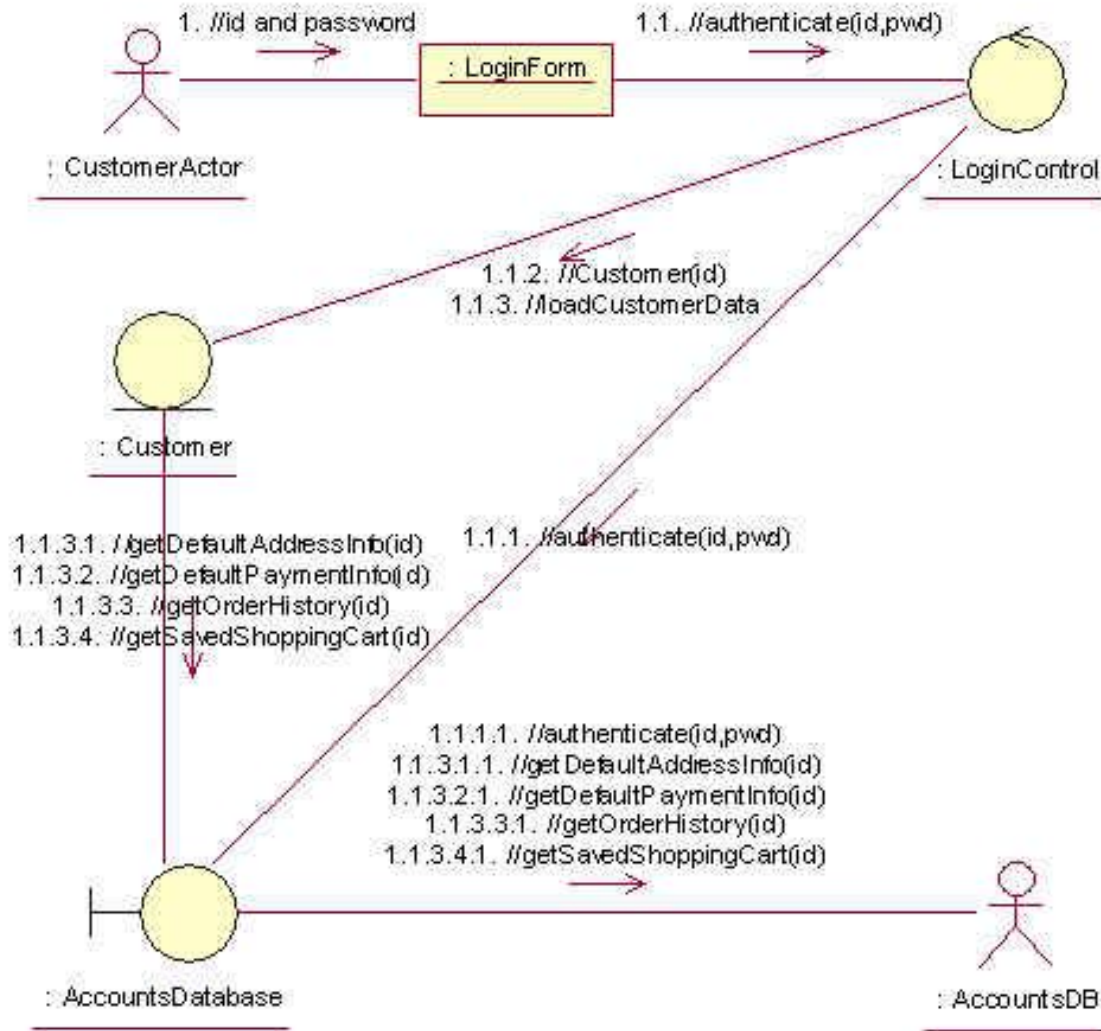 1. //id and password
1.1. //authenticate(id,pwd)
: LoginForm
: CustomerActor
: LoginControl
1.1.2. //Customer(id)
1.1.3. //loadCustomerData
: Customer
1.1.3.1. //getDefaultAddressInfo(id)
1.1.3.2. //getDefaultPaymentInfo(id)
1.1.3.3. //getOrderHistory(id)
1.1.3.4. //getSavedShoppingCart(id)
1.1.1. //authenticate(id,pwd)
1.1.1.1. //authenticate(id,pwd)
1.1.3.1.1. //getDefaultAddressInfo(id)
1.1.3.2.1. //getDefaultPaymentInfo(id)
1.1.3.3.1. //getOrderHistory(id)
1.1.3.4.1. //getSavedShoppingCart(id)
: AccountsDatabase
: AccountsDB